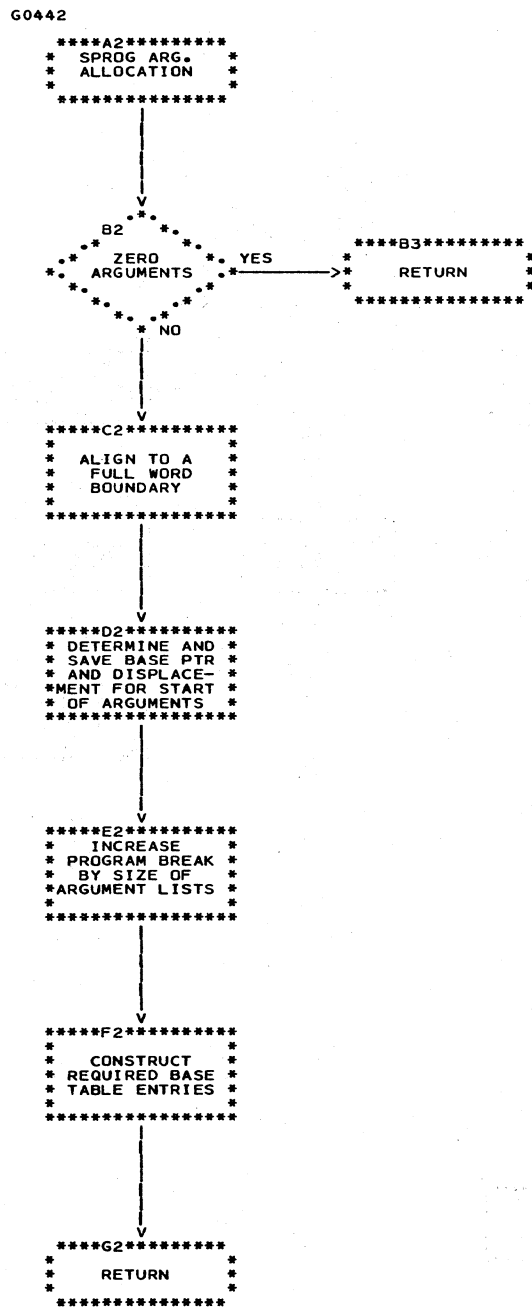 G0442
A2
SPROG ARG.
ALLOCATION
B2
ZERO
ARGUMENTS
YES
B3
RETURN
NO
C2
ALIGN TO A
FULL WORD
BOUNDARY
D2
DETERMINE AND
SAVE BASE PTR
AND DISPLACE-
MENT FOR START
OF ARGUMENTS
E2
INCREASE
PROGRAM BREAK
BY SIZE OF
ARGUMENT LISTS
F2
CONSTRUCT
REQUIRED BASE
TABLE ENTRIES
G2
RETURN